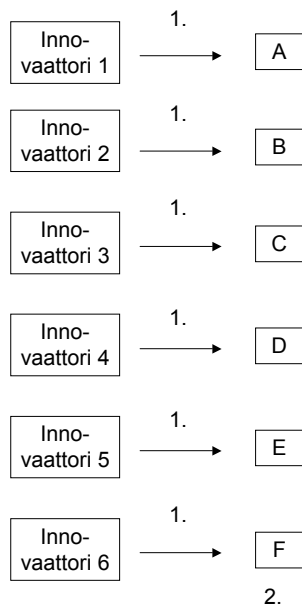 1.
Inno-
vaattori 1
A
1.
Inno-
vaattori 2
B
1.
Inno-
vaattori 3
C
1.
Inno-
vaattori 4
D
1.
Inno-
vaattori 5
E
1.
Inno-
vaattori 6
F
2.